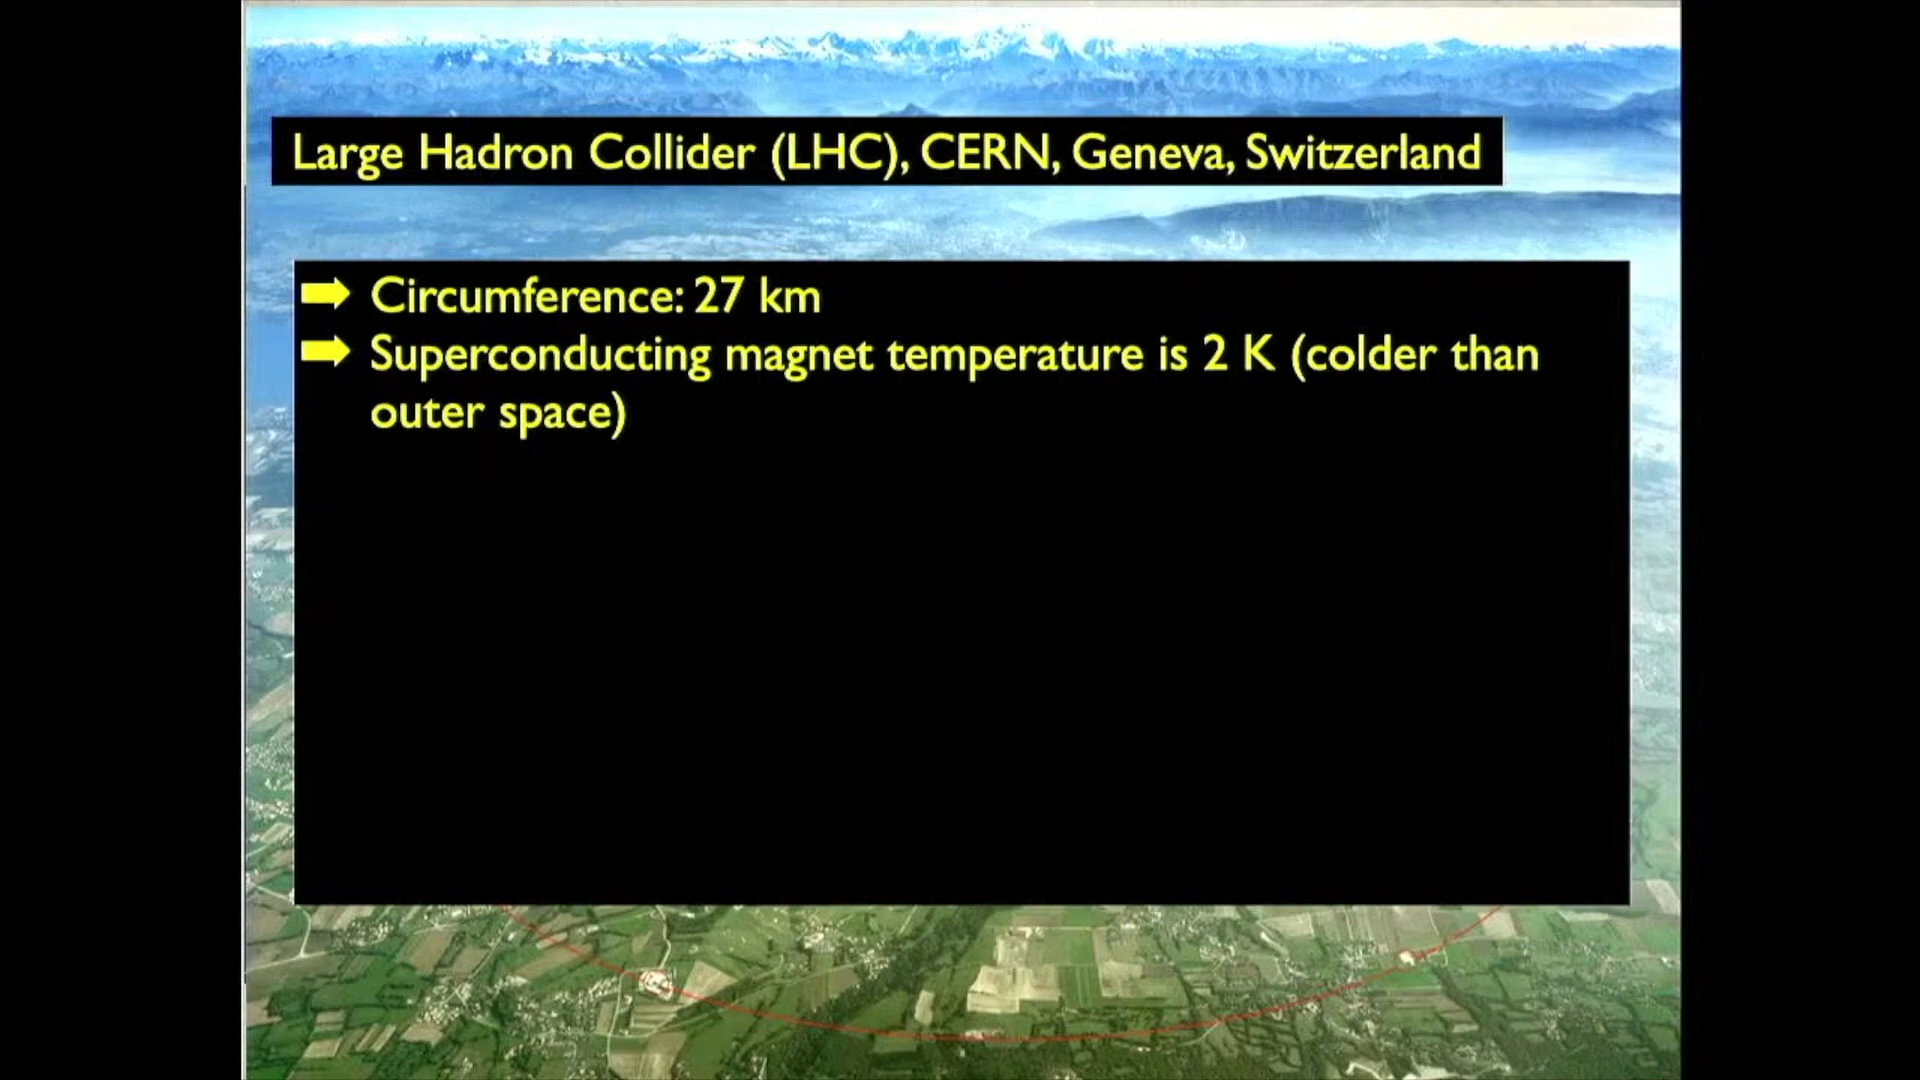 Large Hadron Collider (LHC), CERN, Geneva, Switzerland
Circumference: 27 km
Superconducting magnet temperature is 2 K (colder than
outer space)